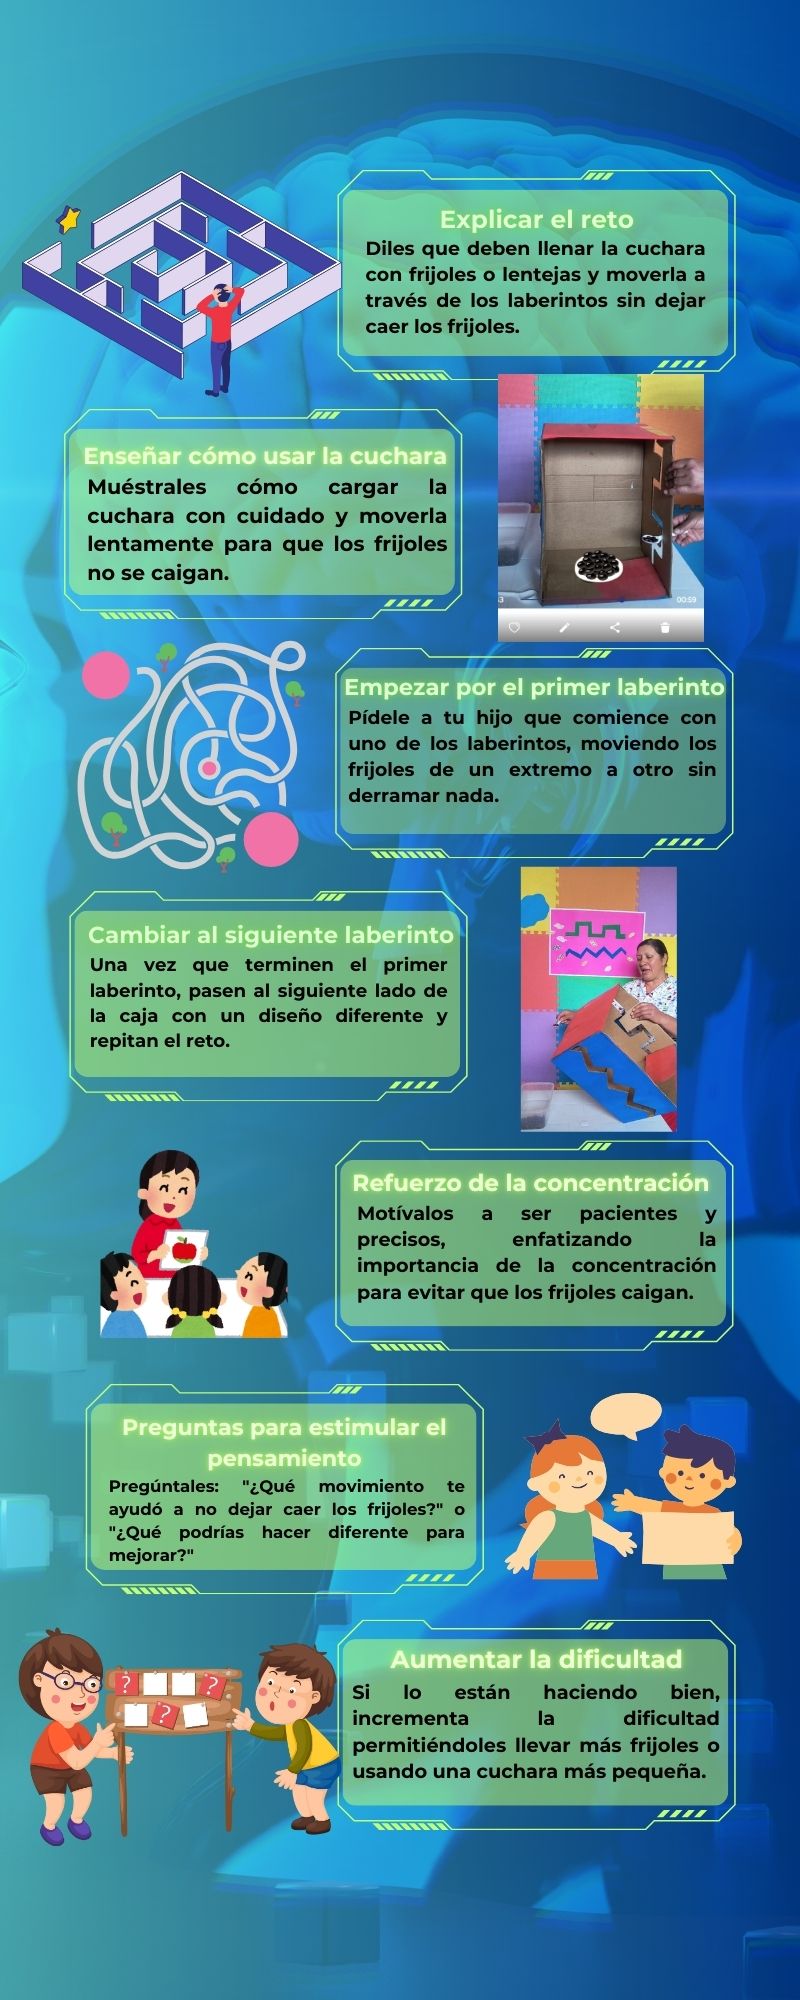 Explicar el reto
Diles que deben llenar la cuchara
con frijoles o lentejas y moverla a
través de los laberintos sin dejar
caer los frijoles.
Enseñar cómo usar la cuchara
Muéstrales cómo cargar la
cuchara con cuidado y moverla
lentamente para que los frijoles
no se caigan.
00:59
Empezar por el primer laberinto
Pídele a tu hijo que comience con
uno de los laberintos, moviendo los
frijoles de un extremo a otro sin
derramar nada.
Cambiar al siguiente laberinto
Una vez que terminen el primer
laberinto, pasen al siguiente lado de
la caja con un diseño diferente y
repitan el reto.
Refuerzo de la concentración
Motívalos a ser pacientes y
precisos, enfatizando la
importancia de la concentración
para evitar que los frijoles caigan.
Preguntas para estimular el
pensamiento
Pregúntales: "¿Qué movimiento te
ayudó a no dejar caer los frijoles?" o
"¿Qué podrías hacer diferente para
mejorar?"
? ?
?
Aumentar la dificultad
Si lo están haciendo bien,
incrementa la dificultad
permitiéndoles llevar más frijoles o
usando una cuchara más pequeña.